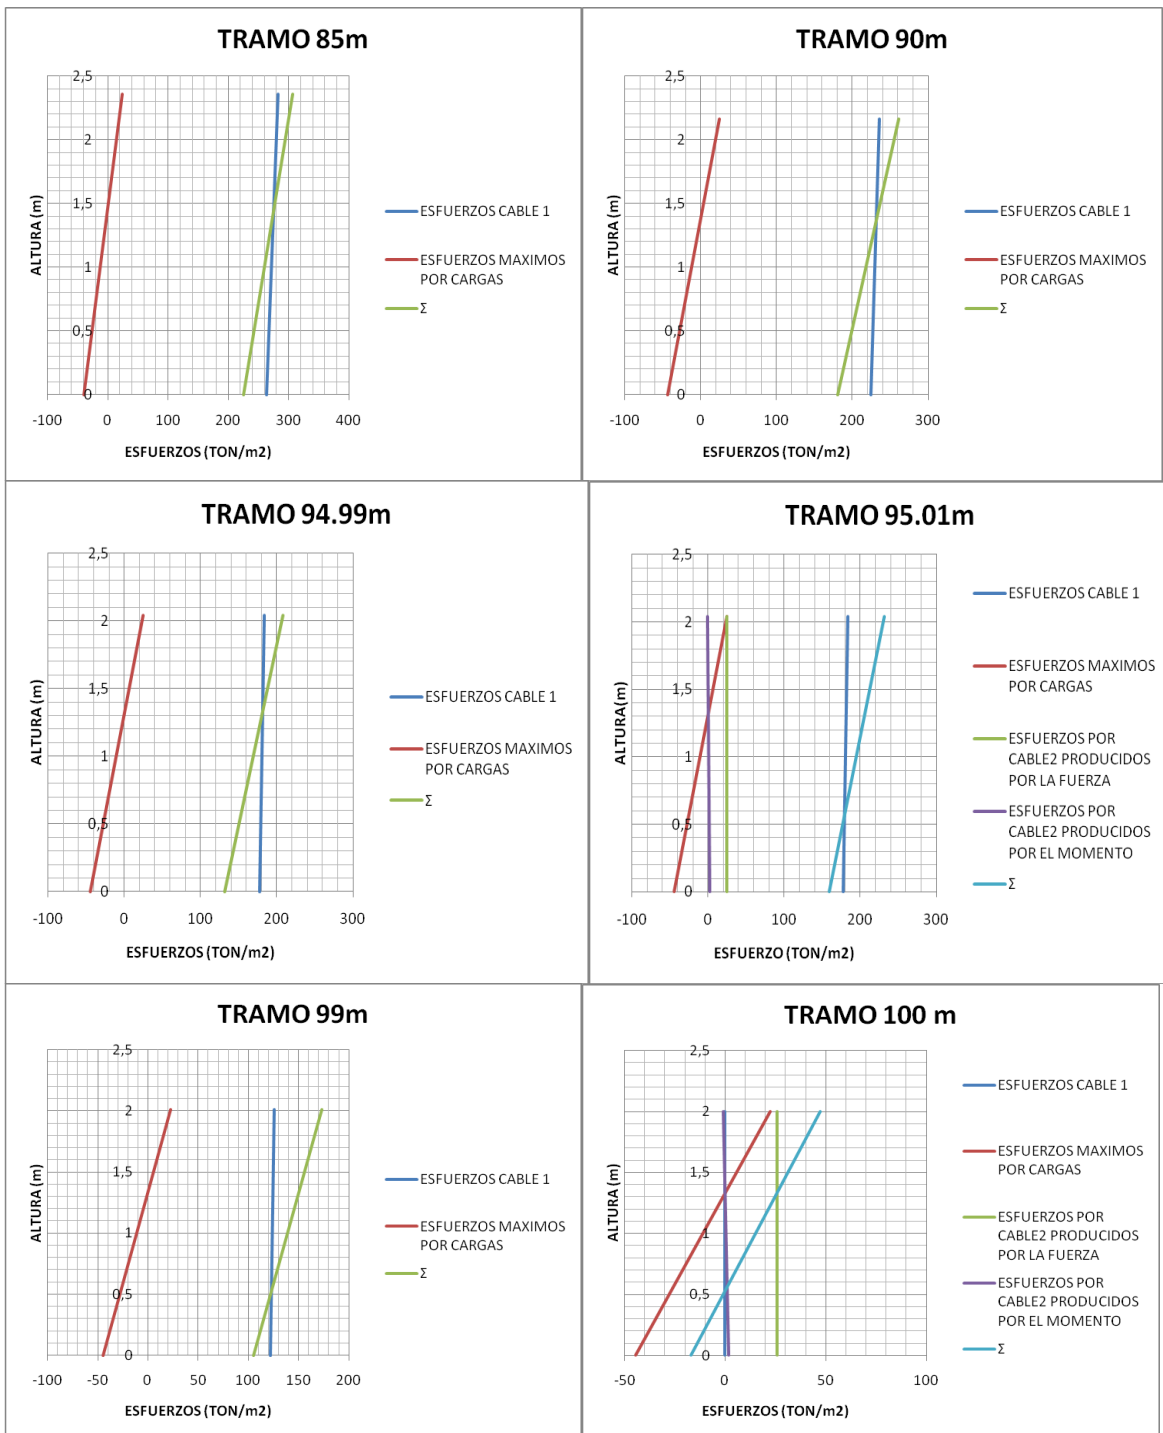 TRAMO 85m
2,5
2
1,5
1
0,5
0
-100 0 100 200 300 400
ALTURA (m)
ESFUERZOS (TON/m2)
ESFUERZOS CABLE 1
ESFUERZOS MAXIMOS
POR CARGAS
Σ
TRAMO 90m
2,5
2
1,5
1
0,5
0
-100 0 100 200 300
ALTURA (m)
ESFUERZOS (TON/m2)
ESFUERZOS CABLE 1
ESFUERZOS MAXIMOS
POR CARGAS
Σ
TRAMO 94.99m
2,5
2
1,5
1
0,5
0
-100 0 100 200 300
ALTURA (m)
ESFUERZOS (TON/m2)
ESFUERZOS CABLE 1
ESFUERZOS MAXIMOS
POR CARGAS
Σ
TRAMO 95.01m
2,5
2
1,5
1
0,5
0
-100 0 100 200 300
ALTURA(m)
ESFUERZO (TON/m2)
ESFUERZOS CABLE 1
ESFUERZOS MAXIMOS
POR CARGAS
ESFUERZOS POR
CABLE2 PRODUCIDOS
POR LA FUERZA
ESFUERZOS POR
CABLE2 PRODUCIDOS
POR EL MOMENTO
Σ
TRAMO 99m
2,5
2
1,5
1
0,5
0
-100 -50 0 50 100 150 200
ALTURA (m)
ESFUERZOS (TON/m2)
ESFUERZOS CABLE 1
ESFUERZOS MAXIMOS
POR CARGAS
Σ
TRAMO 100 m
2,5
2
1,5
1
0,5
0
-50 0 50 100
ALTURA (m)
ESFUERZOS (TON/m2)
ESFUERZOS CABLE 1
ESFUERZOS MAXIMOS
POR CARGAS
ESFUERZOS POR
CABLE2 PRODUCIDOS
POR LA FUERZA
ESFUERZOS POR
CABLE2 PRODUCIDOS
POR EL MOMENTO
Σ